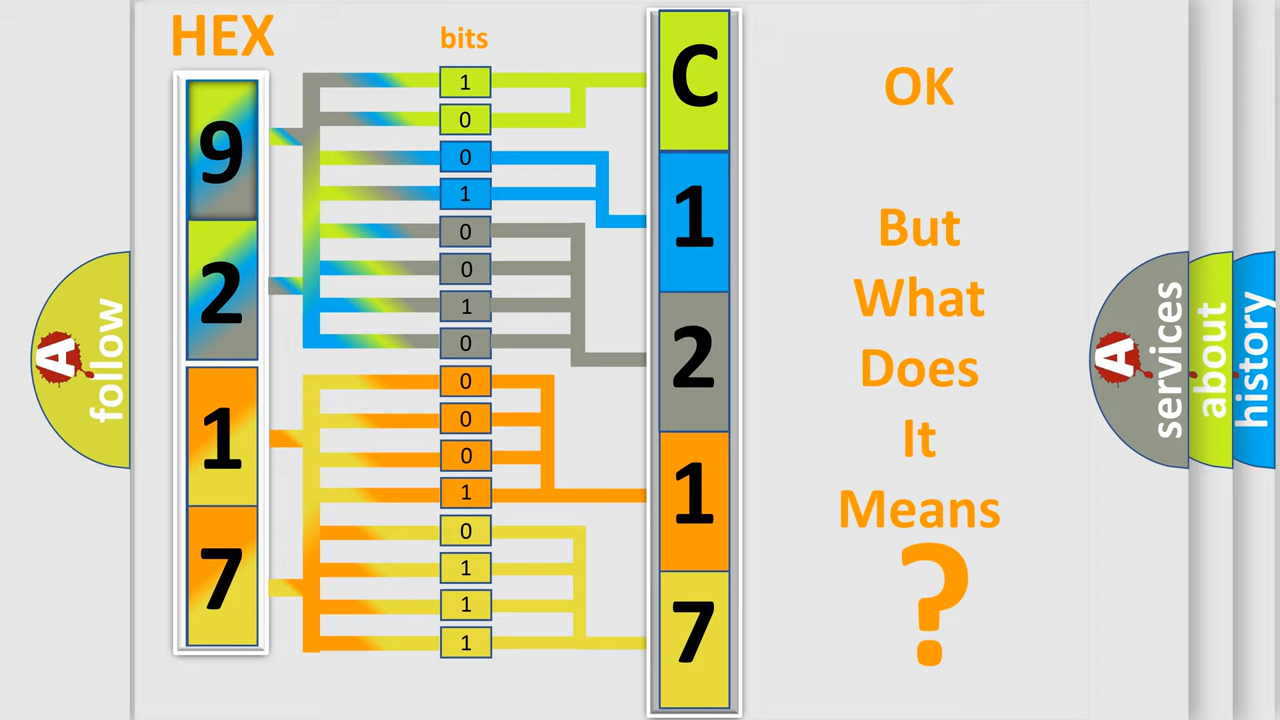 HEX
bits
9
2
1
7
1
0
0
1
0
0
1
0
0
0
0
1
0
1
1
1
C
1
2
1
7
OK
But
What
Does
It
Means
?
A
follow
A
services
about
history